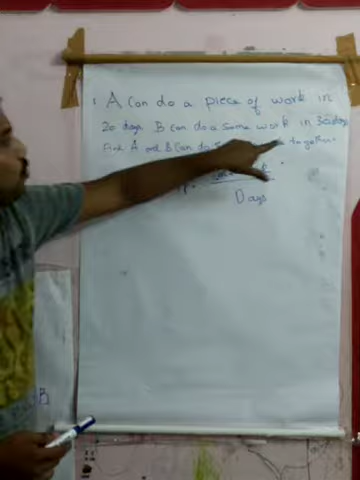 1. A can do a piece of work in
20 days B can do a same work in 30 days
Find A and B can do together.
Days
B